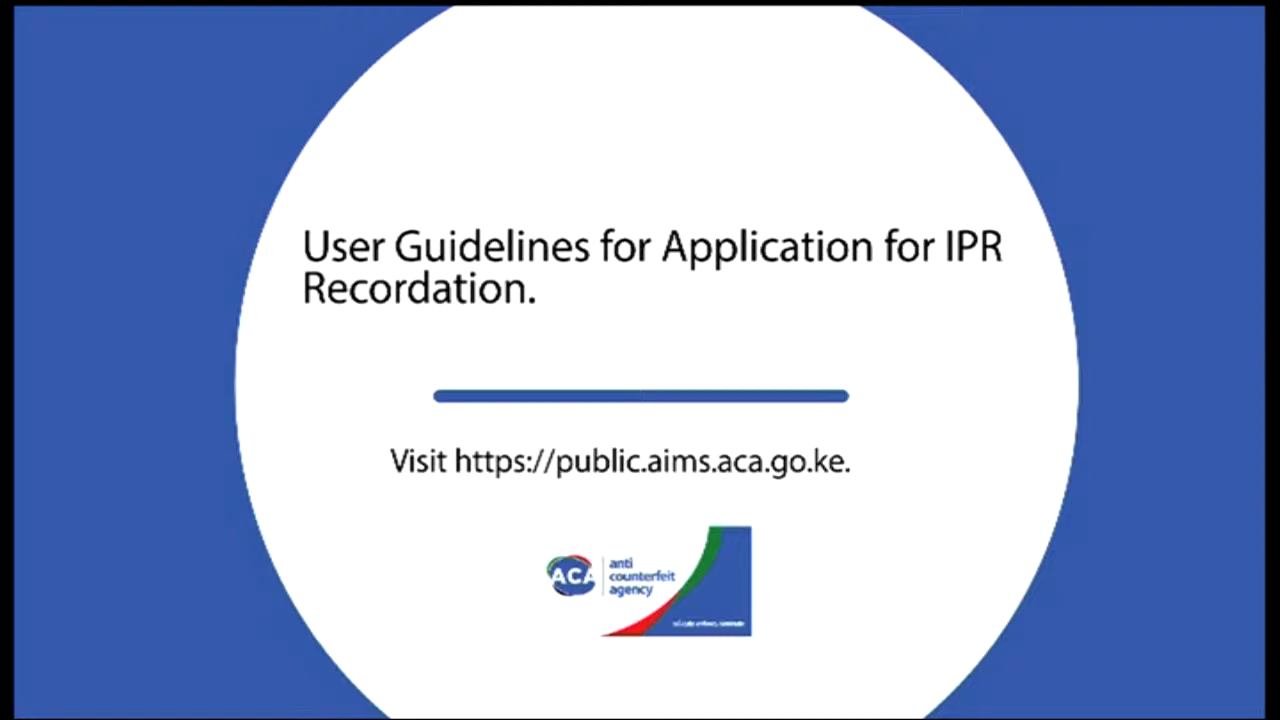 User Guidelines for Application for IPR
Recordation.
Visit https://public.aims.aca.go.ke.
ACA
anti
counterfeit
agency